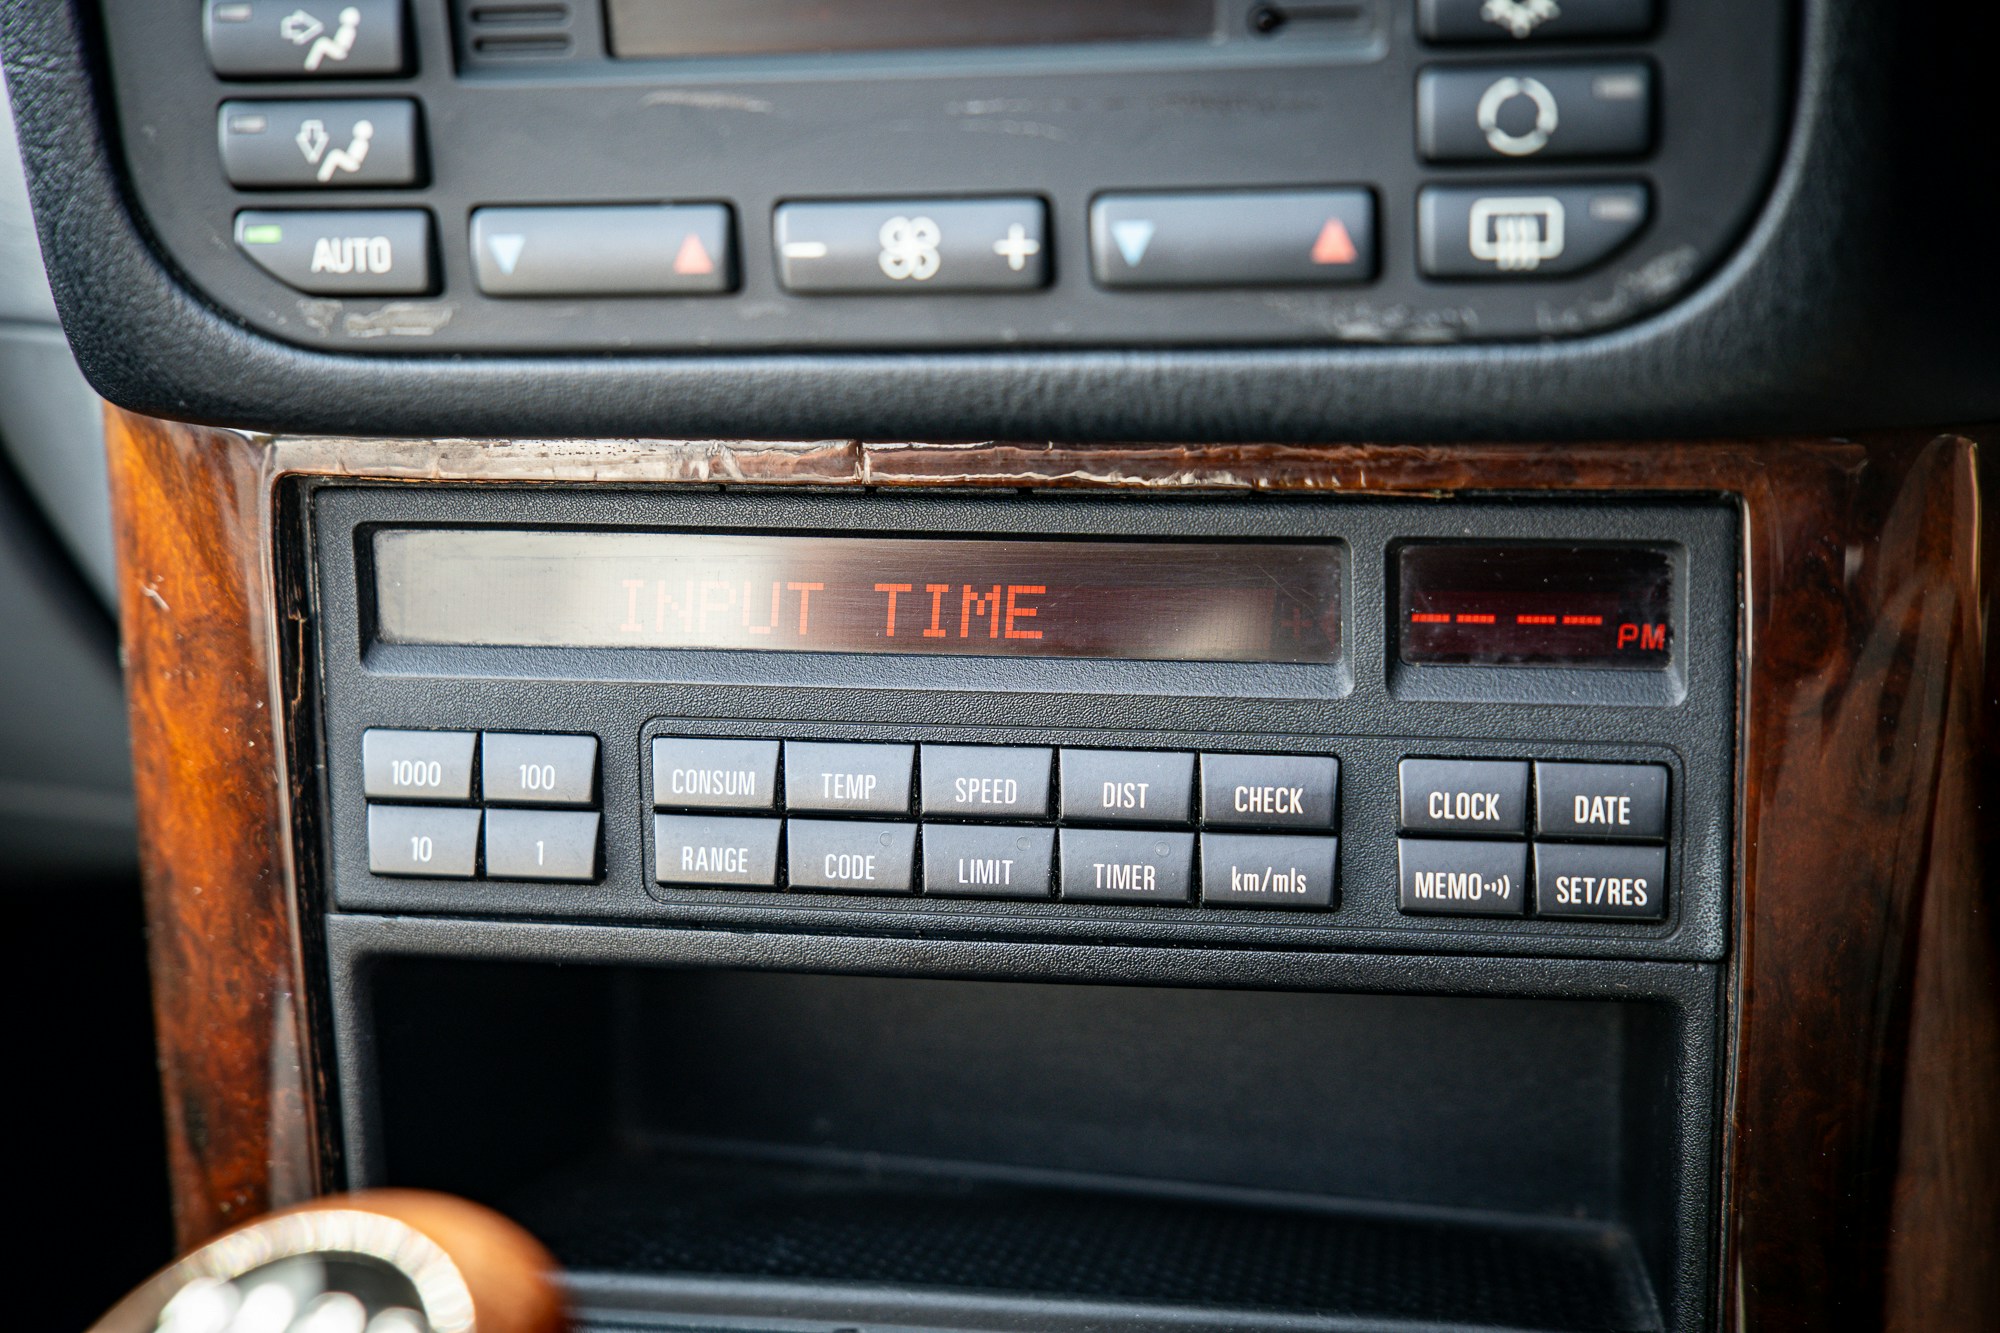 AUTO
INPUT TIME
-- -- PM
1000 100 CONSUM TEMP SPEED DIST CHECK CLOCK DATE
10 1 RANGE CODE LIMIT TIMER km/mls MEMO SET/RES